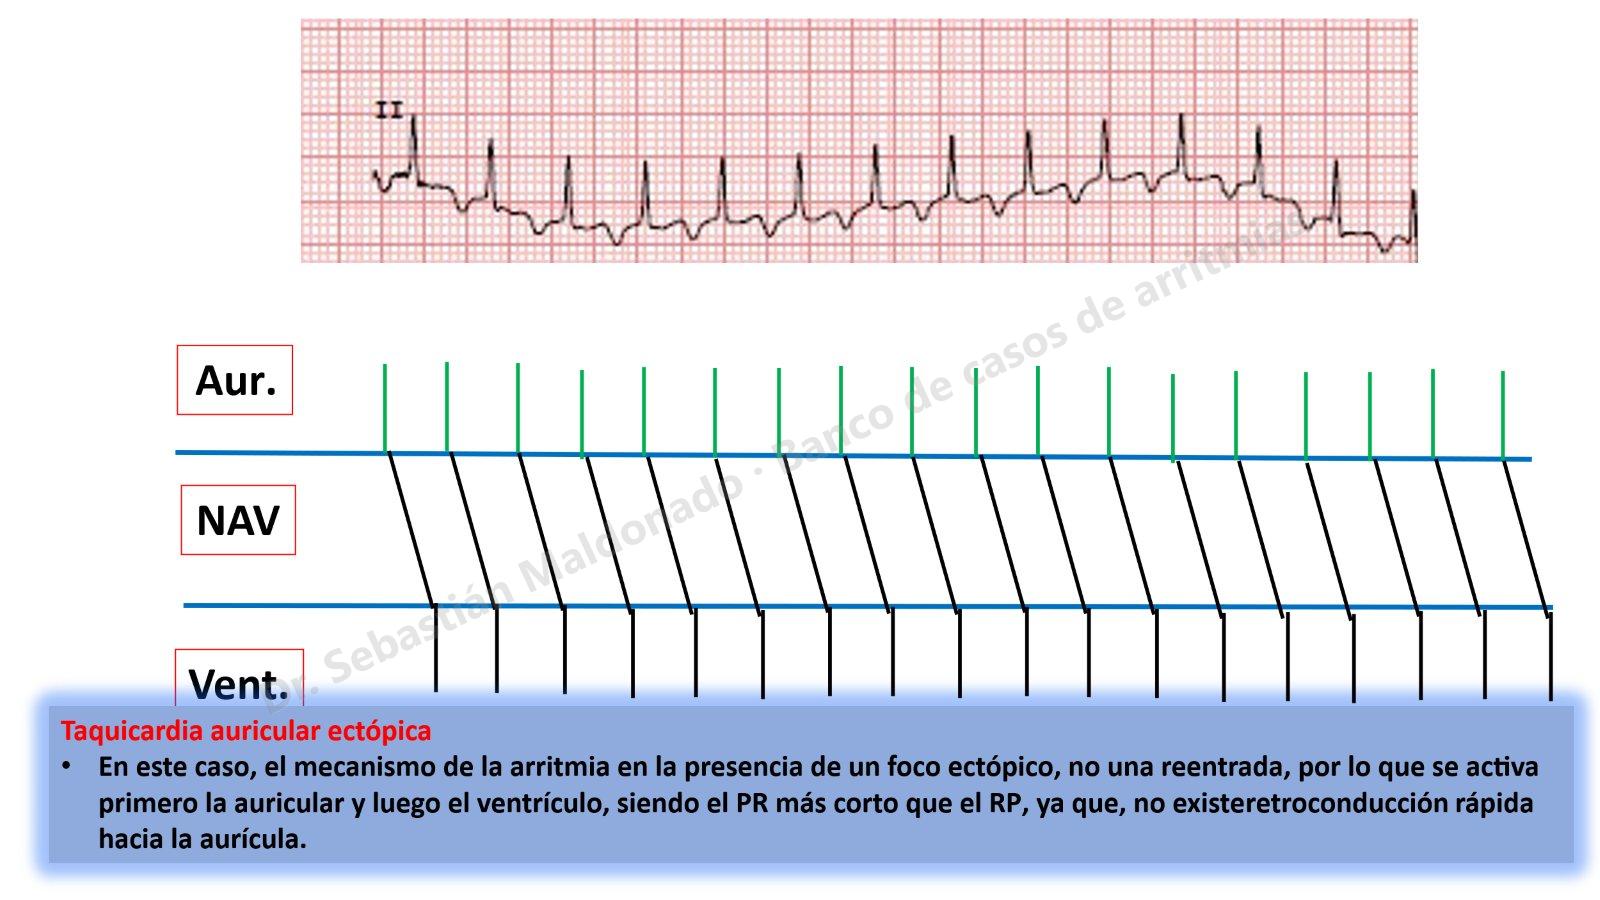 II
Aur.
NAV
Vent.
Dr. Sebastián Maldonado · Banco de casos de arritmias
Taquicardia auricular ectópica
• En este caso, el mecanismo de la arritmia en la presencia de un foco ectópico, no una reentrada, por lo que se activa
primero la auricular y luego el ventrículo, siendo el PR más corto que el RP, ya que, no existeretroconducción rápida
hacia la aurícula.